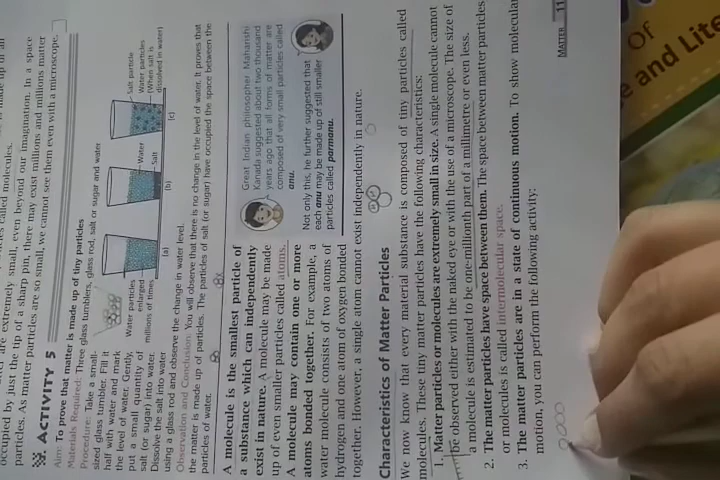 called molecules.
are extremely small, even beyond our imagination. In a space
occupied by just the tip of a sharp pin, there may exist millions and millions matter
particles. As matter particles are so small, we cannot see them even with a microscope.
ACTIVITY 5
Aim: To prove that matter is made up of tiny particles
Materials Required: Three glass tumblers, glass rod, salt or sugar and water
Procedure: Take a small-
sized glass tumbler. Fill it
half with water and mark
the level of water. Gently,
put a small quantity of
salt (or sugar) into water.
Dissolve the salt into water
using a glass rod and observe the change in water level.
Water particles
enlarged
millions of times
Water
Salt
Salt particle
Water particles
(When salt is
dissolved in water)
(a)
(b)
(c)
Observation and Conclusion: You will observe that there is no change in the level of water. It proves that
the matter is made up of particles. The particles of salt (or sugar) have occupied the space between the
particles of water.
A molecule is the smallest particle of
a substance which can independently
exist in nature. A molecule may be made
up of even smaller particles called atoms.
A molecule may contain one or more
atoms bonded together. For example, a
water molecule consists of two atoms of
hydrogen and one atom of oxygen bonded
together. However, a single atom cannot exist independently in nature.
Great Indian philosopher Maharishi
Kanada suggested about two thousand
years ago that all forms of matter are
composed of very small particles called
anu.
Not only this, he further suggested that
each anu may be made up of still smaller
particles called parmanu.
Characteristics of Matter Particles
We now know that every material substance is composed of tiny particles called
molecules. These tiny matter particles have the following characteristics:
1. Matter particles or molecules are extremely small in size. A single molecule cannot
be observed either with the naked eye or with the use of a microscope. The size of
a molecule is estimated to be one-millionth part of a millimetre or even less.
2. The matter particles have space between them. The space between matter particles
or molecules is called intermolecular space.
3. The matter particles are in a state of continuous motion. To show molecular
motion, you can perform the following activity:
MATTER 11
Of
and Lite